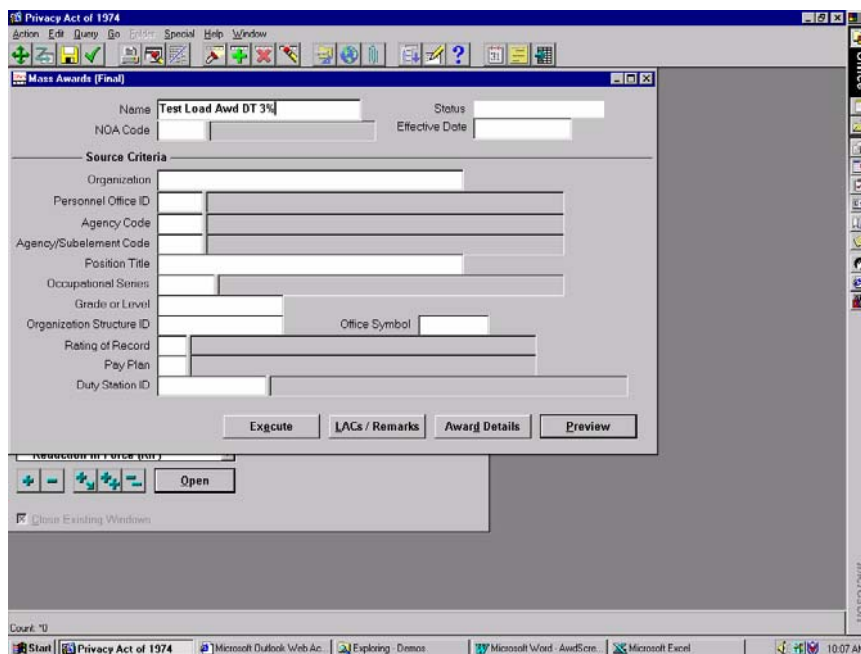 Privacy Act of 1974
Action Edit Query Go Folder Special Help Window
Mass Awards (Final)
Name Test Load Awd DT 3% Status
NOA Code Effective Date
Source Criteria
Organization
Personnel Office ID
Agency Code
Agency/Subelement Code
Position Title
Occupational Series
Grade or Level
Organization Structure ID Office Symbol
Rating of Record
Pay Plan
Duty Station ID
Execute LACs / Remarks Award Details Preview
Reduction In Force (RIF)
Open
Close Existing Windows
Count: *0
Start Privacy Act of 1974 Microsoft Outlook Web Ac... Exploring - Demos Microsoft Word - AwdScre... Microsoft Excel 10:07 A
Office